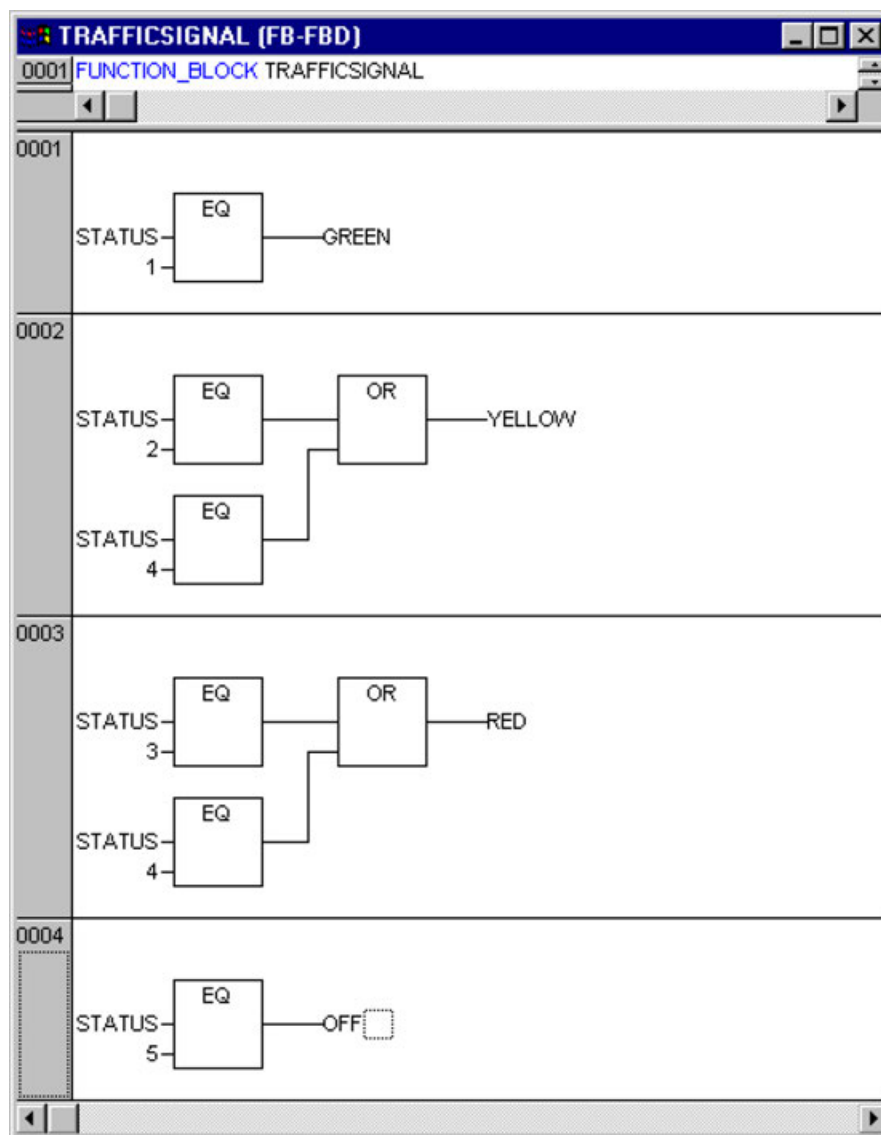 TRAFFICSIGNAL (FB-FBD)
0001 FUNCTION_BLOCK TRAFFICSIGNAL
0001
EQ
STATUS GREEN
1
0002
EQ OR
STATUS YELLOW
2
EQ
STATUS
4
0003
EQ OR
STATUS RED
3
EQ
STATUS
4
0004
EQ
STATUS OFF
5